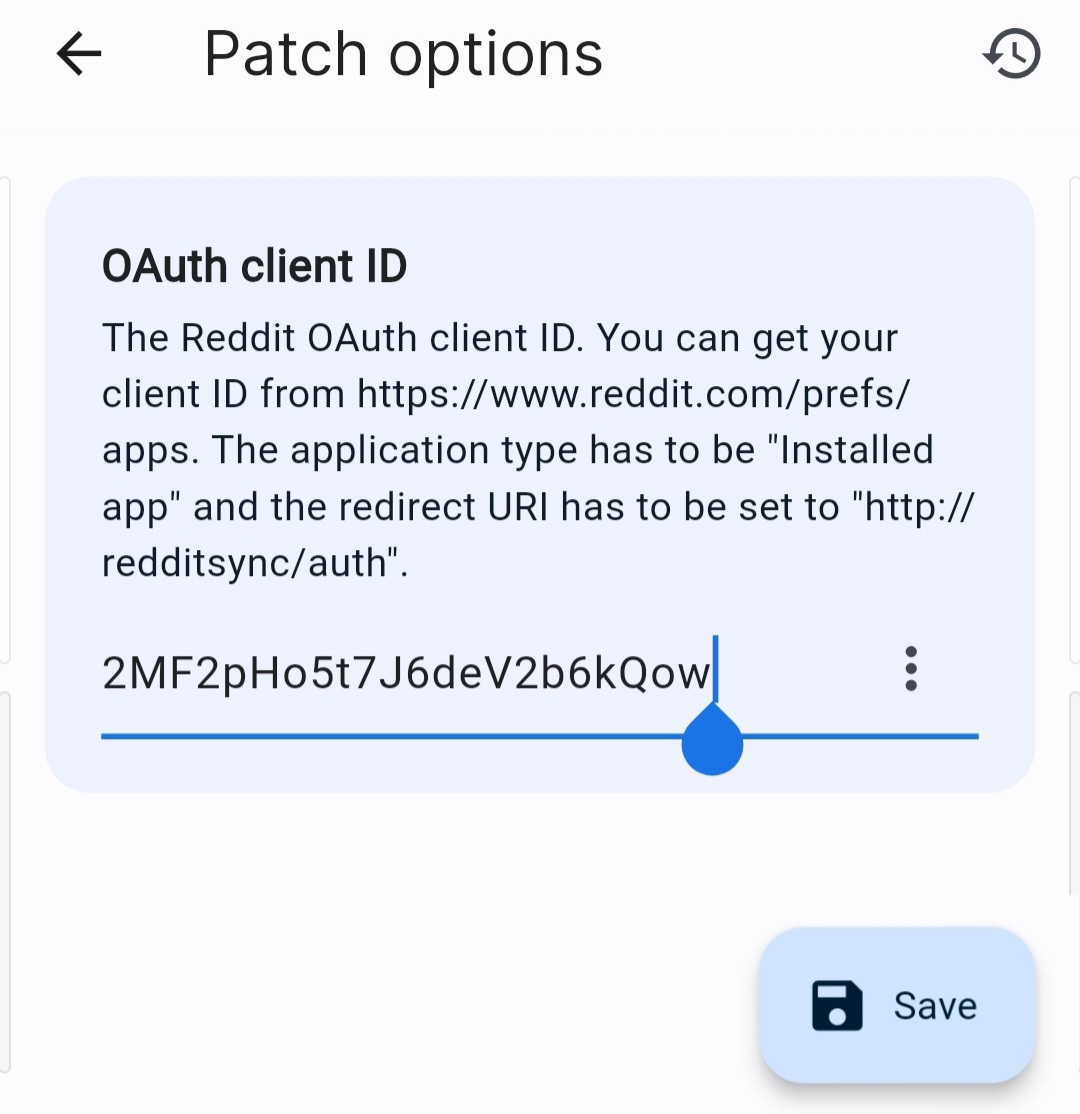 Patch options
OAuth client ID
The Reddit OAuth client ID. You can get your
client ID from https://www.reddit.com/prefs/
apps. The application type has to be "Installed
app" and the redirect URI has to be set to "http://
redditsync/auth".
2MF2pHo5t7J6deV2b6kQow
Save